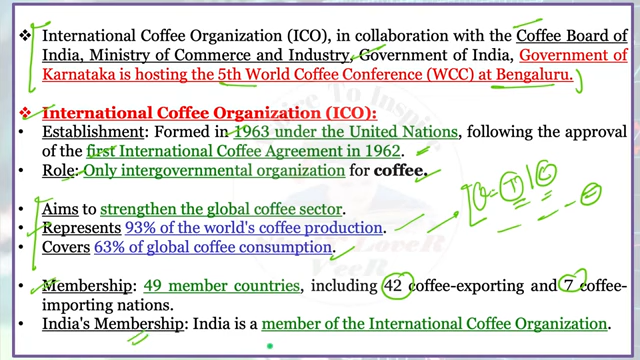 ❖ International Coffee Organization (ICO), in collaboration with the Coffee Board of
India, Ministry of Commerce and Industry, Government of India, Government of
Karnataka is hosting the 5th World Coffee Conference (WCC) at Bengaluru.
❖ International Coffee Organization (ICO):
• Establishment: Formed in 1963 under the United Nations, following the approval
of the first International Coffee Agreement in 1962.
• Role: Only intergovernmental organization for coffee.
• Aims to strengthen the global coffee sector.
• Represents 93% of the world's coffee production.
• Covers 63% of global coffee consumption.
• Membership: 49 member countries, including 42 coffee-exporting and 7 coffee-
importing nations.
• India's Membership: India is a member of the International Coffee Organization.